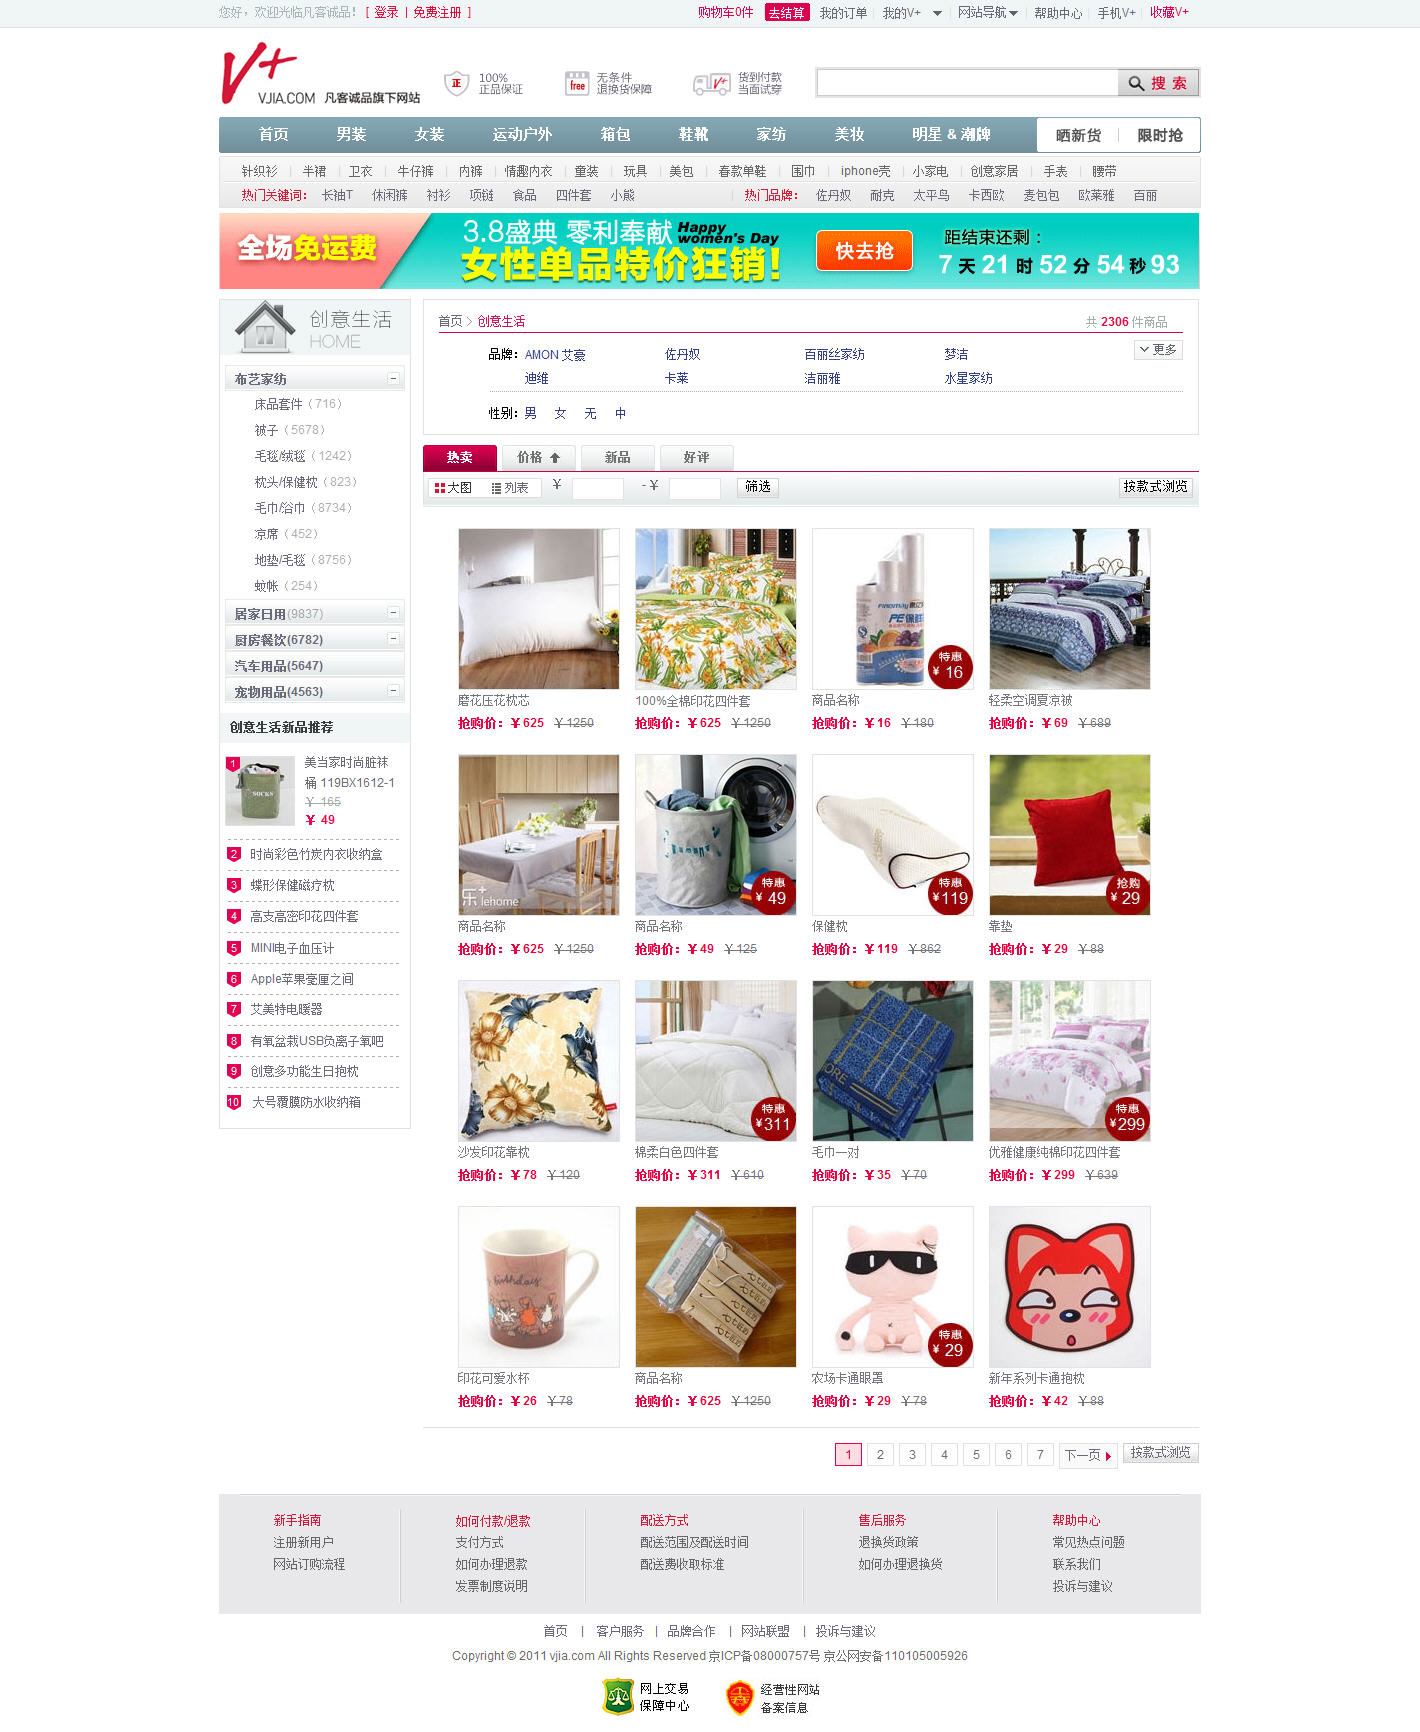 您好，欢迎光临凡客诚品！ [ 登录 | 免费注册 ]
购物车0件 去结算 我的订单 我的V+ 网站导航 帮助中心 手机V+ 收藏V+
V+
VJIA.COM 凡客诚品旗下网站
正 100%
正品保证
free 无条件
退换货保障
V+ 货到付款
当面试穿
搜 索
首页 男装 女装 运动户外 箱包 鞋靴 家纺 美妆 明星 & 潮牌 晒新货 限时抢
针织衫 半裙 卫衣 牛仔裤 内裤 情趣内衣 童装 玩具 美包 春款单鞋 围巾 iphone壳 小家电 创意家居 手表 腰带
热门关键词： 长袖T 休闲裤 衬衫 项链 食品 四件套 小熊 热门品牌： 佐丹奴 耐克 太平鸟 卡西欧 麦包包 欧莱雅 百丽
全场免运费
3.8盛典 零利奉献 Happy women's Day
女性单品特价狂销！
快去抢
距结束还剩：
7 天 21 时 52 分 54 秒 93
创意生活
HOME
布艺家纺
床品套件（716）
被子（5678）
毛毯/绒毯（1242）
枕头/保健枕（823）
毛巾/浴巾（8734）
凉席（452）
地垫/毛毯（8756）
蚊帐（254）
居家日用(9837)
厨房餐饮(6782)
汽车用品(5647)
宠物用品(4563)
创意生活新品推荐
1 美当家时尚脏袜
桶 119BX1612-1
￥ 165
￥ 49
SOCKS
2 时尚彩色竹炭内衣收纳盒
3 蝶形保健磁疗枕
4 高支高密印花四件套
5 MINI电子血压计
6 Apple苹果毫厘之间
7 艾美特电暖器
8 有氧盆栽USB负离子氧吧
9 创意多功能生日抱枕
10 大号覆膜防水收纳箱
首页 > 创意生活
共 2306 件商品
品牌： AMON 艾蒙 佐丹奴 百丽丝家纺 梦洁
更多
迪维 卡莱 洁丽雅 水星家纺
性别： 男 女 无 中
热卖 价格 新品 好评
大图 列表 ￥ -￥ 筛选 按款式浏览
PE保鲜
特惠
￥ 16
磨花压花枕芯
抢购价：￥625 ￥1250
100%全棉印花四件套
抢购价：￥625 ￥1250
商品名称
抢购价：￥16 ￥180
轻柔空调夏凉被
抢购价：￥69 ￥689
乐+lehome
特惠
￥ 49
特惠
￥119
抢购
￥ 29
商品名称
抢购价：￥625 ￥1250
商品名称
抢购价：￥49 ￥125
保健枕
抢购价：￥119 ￥862
靠垫
抢购价：￥29 ￥88
特惠
￥311
特惠
￥299
沙发印花靠枕
抢购价：￥78 ￥120
棉柔白色四件套
抢购价：￥311 ￥610
毛巾一对
抢购价：￥35 ￥70
优雅健康纯棉印花四件套
抢购价：￥299 ￥639
birthday
特惠
￥ 29
印花可爱水杯
抢购价：￥26 ￥78
商品名称
抢购价：￥625 ￥1250
农场卡通眼罩
抢购价：￥29 ￥78
新年系列卡通抱枕
抢购价：￥42 ￥88
1 2 3 4 5 6 7 下一页 按款式浏览
新手指南 如何付款/退款 配送方式 售后服务 帮助中心
注册新用户 支付方式 配送范围及配送时间 退换货政策 常见热点问题
网站订购流程 如何办理退款 配送费收取标准 如何办理退换货 联系我们
发票制度说明 投诉与建议
首页 | 客户服务 | 品牌合作 | 网站联盟 | 投诉与建议
Copyright © 2011 vjia.com All Rights Reserved 京ICP备08000757号 京公网安备110105005926
网上交易
保障中心
经营性网站
备案信息